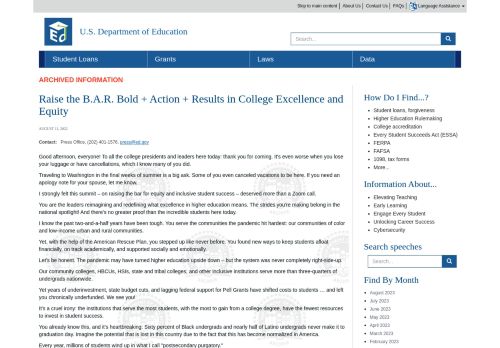 Skip to main content | About Us | Contact Us | FAQs | Language Assistance
U.S. Department of Education
Search...
Student Loans Grants Laws Data
ARCHIVED INFORMATION
Raise the B.A.R. Bold + Action + Results in College Excellence and
Equity
AUGUST 11, 2022
Contact: Press Office, (202) 401-1576, press@ed.gov
Good afternoon, everyone! To all the college presidents and leaders here today: thank you for coming. It's even worse when you lose
your luggage or have cancellations, which I know many of you did.
Traveling to Washington in the final weeks of summer is a big ask. Some of you even canceled vacations to be here. If you need an
apology note for your spouse, let me know.
I strongly felt this summit – on raising the bar for equity and inclusive student success – deserved more than a Zoom call.
You are the leaders reimagining and redefining what excellence in higher education means. The strides you're making belong in the
national spotlight! And there's no greater proof than the incredible students here today.
I know the past two-and-a-half years have been tough. You serve the communities the pandemic hit hardest: our communities of color
and low-income urban and rural communities.
Yet, with the help of the American Rescue Plan, you stepped up like never before. You found new ways to keep students afloat
financially, on track academically, and supported socially and emotionally.
Let's be honest. The pandemic may have turned higher education upside down – but the system was never completely right-side-up.
Our community colleges, HBCUs, HSIs, state and tribal colleges, and other inclusive institutions serve more than three-quarters of
undergrads nationwide.
Yet years of underinvestment, state budget cuts, and lagging federal support for Pell Grants have shifted costs to students … and left
you chronically underfunded. We see you!
It's a cruel irony: the institutions that serve the most students, with the most to gain from a college degree, have the fewest resources
to invest in student success.
You already know this, and it's heartbreaking: Sixty percent of Black undergrads and nearly half of Latino undergrads never make it to
graduation day. Imagine the potential that is lost in this country due to the fact that this has become normalized in America.
Every year, millions of students wind up in what I call "postsecondary purgatory."
How Do I Find...?
Student loans, forgiveness
Higher Education Rulemaking
College accreditation
Every Student Succeeds Act (ESSA)
FERPA
FAFSA
1098, tax forms
More...
Information About...
Elevating Teaching
Early Learning
Engage Every Student
Unlocking Career Success
Cybersecurity
Search speeches
Search...
Find By Month
August 2023
July 2023
June 2023
May 2023
April 2023
March 2023
February 2023